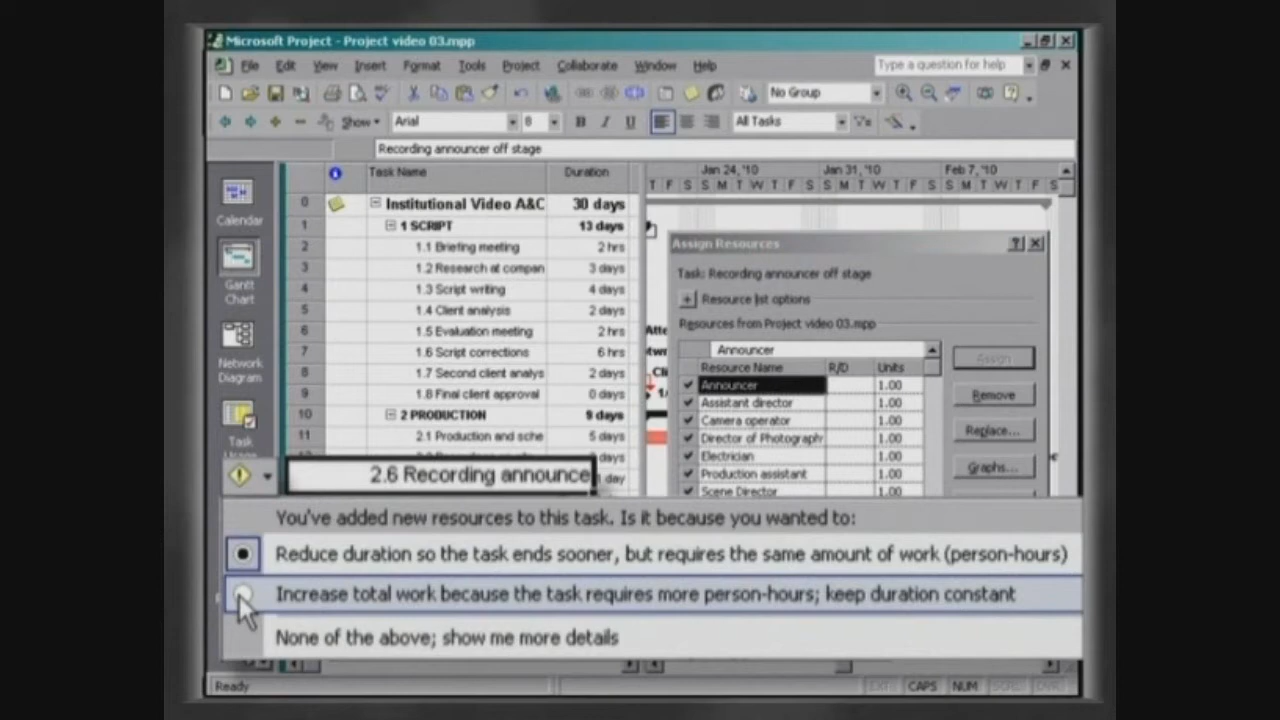 Microsoft Project - Project video 03.mpp
File Edit View Insert Format Tools Project Collaborate Window Help
Type a question for help
No Group
Show
Arial
8
B I U
All Tasks
Recording announcer off stage
Task Name Duration
Jan 24, '10 Jan 31, '10 Feb 7, '10
T F S S M T W T F S S M T W T F S S M T W T F S
0 Institutional Video A&C 30 days
1 1 SCRIPT 13 days
2 1.1 Briefing meeting 2 hrs
3 1.2 Research at compan 3 days
4 1.3 Script writing 4 days
5 1.4 Client analysis 2 days
6 1.5 Evaluation meeting 2 hrs
7 1.6 Script corrections 6 hrs
8 1.7 Second client analys 2 days
9 1.8 Final client approval 0 days
10 2 PRODUCTION 9 days
11 2.1 Production and sche 5 days
Calendar
Gantt
Chart
Network
Diagram
Task
Assign Resources
Task: Recording announcer off stage
Resource list options
Resources from Project video 03.mpp
Announcer
Resource Name R/D Units
Announcer 1.00
Assistant director 1.00
Camera operator 1.00
Director of Photography 1.00
Electrician 1.00
Production assistant 1.00
Scene Director 1.00
Assign
Remove
Replace...
Graphs...
2.6 Recording announce
You've added new resources to this task. Is it because you wanted to:
Reduce duration so the task ends sooner, but requires the same amount of work (person-hours)
Increase total work because the task requires more person-hours; keep duration constant
None of the above; show me more details
Ready
EXT CAPS NUM SCRL OVR